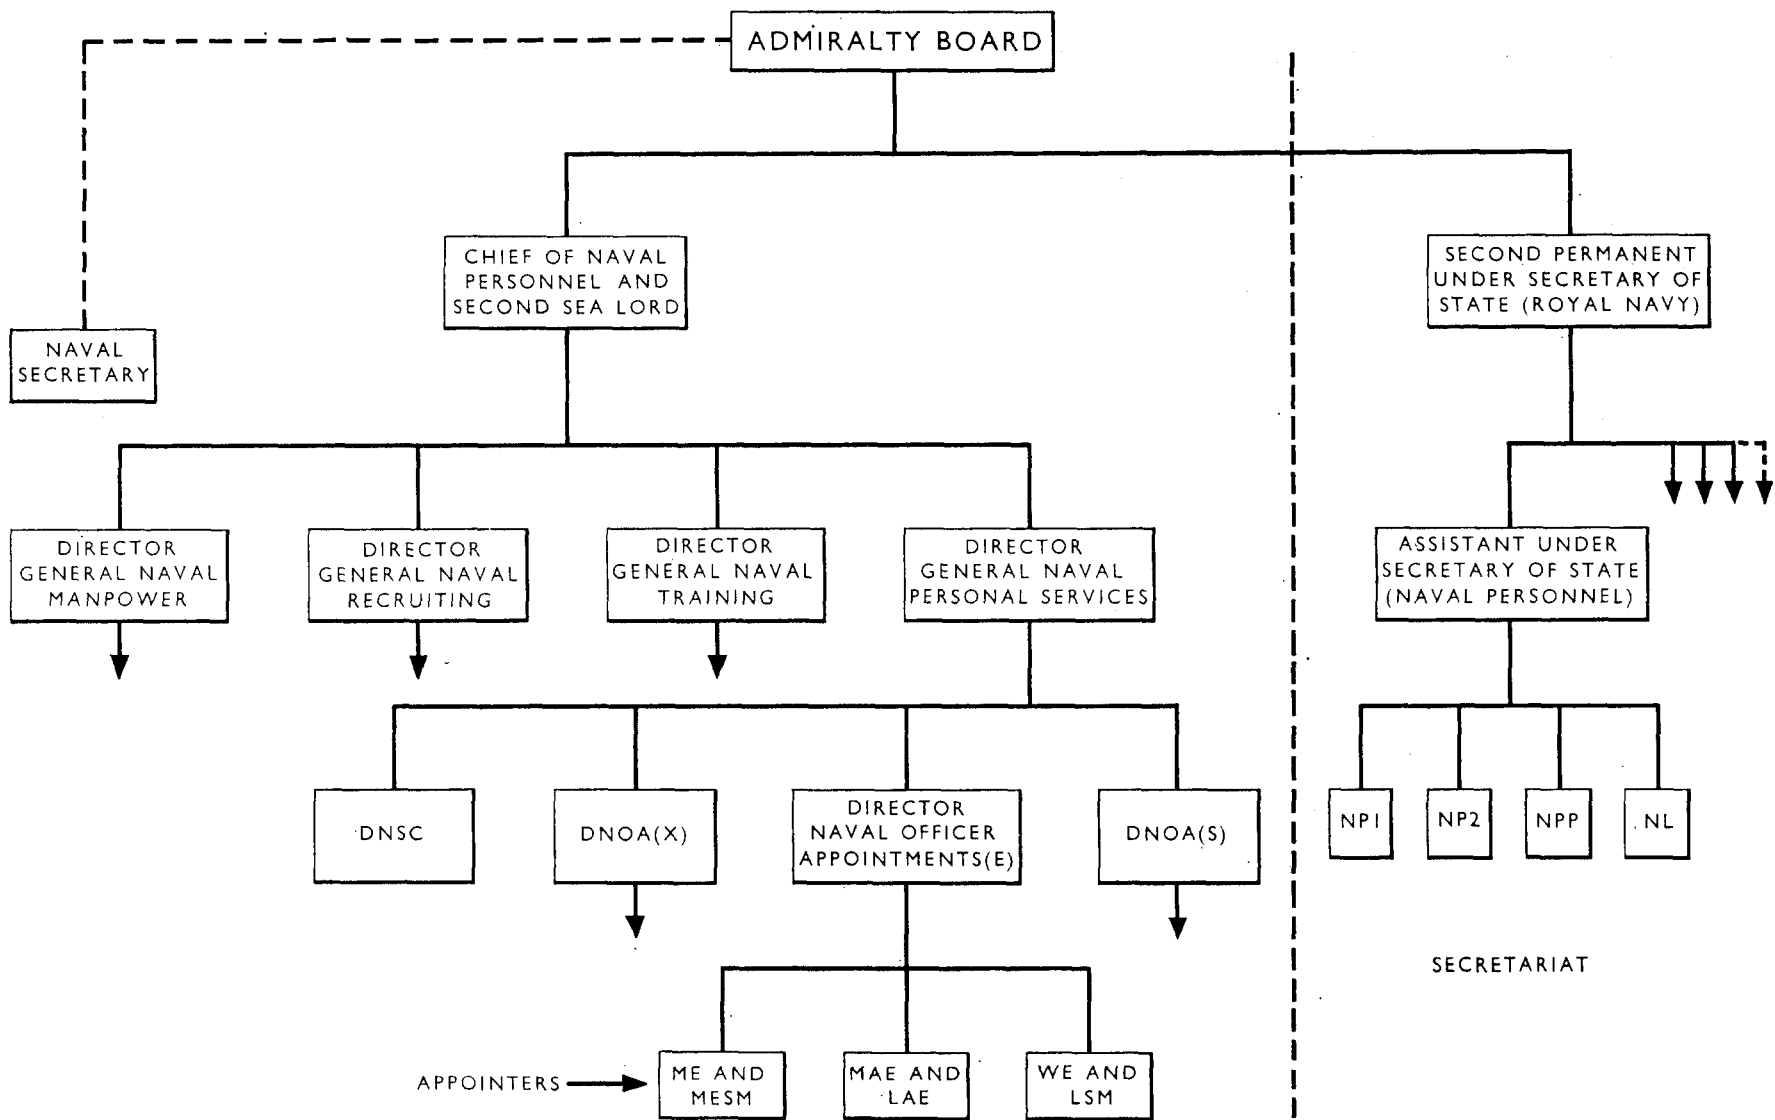 ADMIRALTY BOARD
CHIEF OF NAVAL
PERSONNEL AND
SECOND SEA LORD
SECOND PERMANENT
UNDER SECRETARY OF
STATE (ROYAL NAVY)
NAVAL
SECRETARY
DIRECTOR
GENERAL NAVAL
MANPOWER
DIRECTOR
GENERAL NAVAL
RECRUITING
DIRECTOR
GENERAL NAVAL
TRAINING
DIRECTOR
GENERAL NAVAL
PERSONAL SERVICES
ASSISTANT UNDER
SECRETARY OF STATE
(NAVAL PERSONNEL)
DNSC
DNOA(X)
DIRECTOR
NAVAL OFFICER
APPOINTMENTS(E)
DNOA(S)
NP1
NP2
NPP
NL
SECRETARIAT
APPOINTERS
ME AND
MESM
MAE AND
LAE
WE AND
LSM